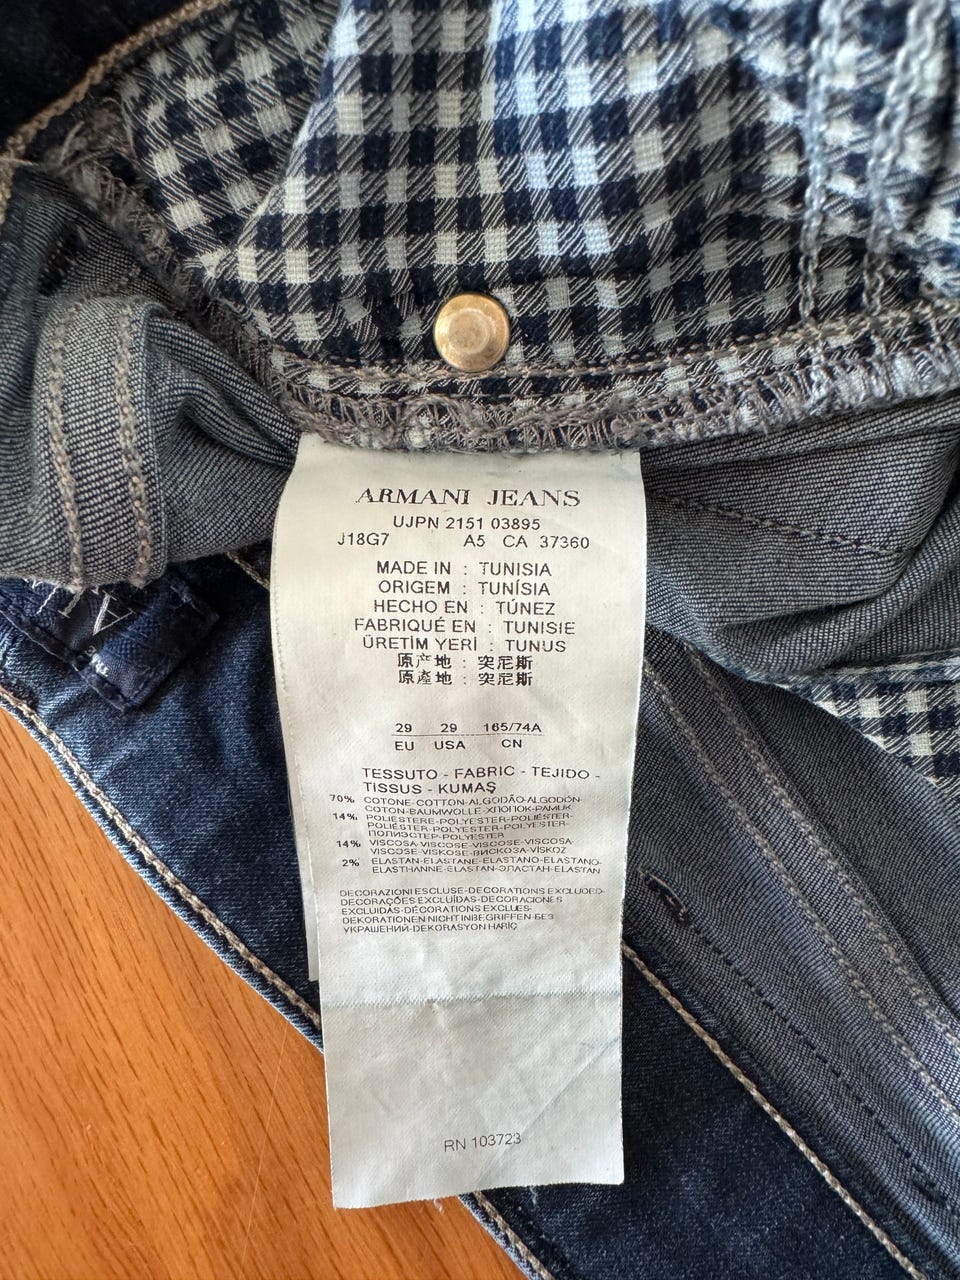 ARMANI JEANS
UJPN 2151 03895
J18G7 A5 CA 37360
MADE IN : TUNISIA
ORIGEM : TUNÍSIA
HECHO EN : TÚNEZ
FABRIQUÉ EN : TUNISIE
ÜRETİM YERİ : TUNUS
原产地 : 突尼斯
原產地 : 突尼斯
29 29 165/74A
EU USA CN
TESSUTO - FABRIC - TEJIDO -
TISSUS - KUMAŞ
70% COTONE-COTTON-ALGODÃO-ALGODÓN-
COTON-BAUMWOLLE-ХЛОПОК-PAMUK
14% POLIESTERE-POLYESTER-POLIÉSTER-
POLIÉSTER-POLYESTER-POLYESTER-
ПОЛИЭСТЕР-POLYESTER
14% VISCOSA-VISCOSE-VISCOSE-VISCOSA-
VISCOSE-VISKOSE-ВИСКОЗА-VİSKOZ
2% ELASTAN-ELASTANE-ELASTANO-ELASTANO-
ELASTHANNE-ELASTAN-ЭЛАСТАН-ELASTAN
DECORAZIONI ESCLUSE-DECORATIONS EXCLUDED-
DECORAÇÕES EXCLUÍDAS-DECORACIONES
EXCLUIDAS-DÉCORATIONS EXCLUES-
DEKORATIONEN NICHT INBEGRIFFEN-БЕЗ
УКРАШЕНИЙ-DEKORASYON HARİÇ
RN 103723